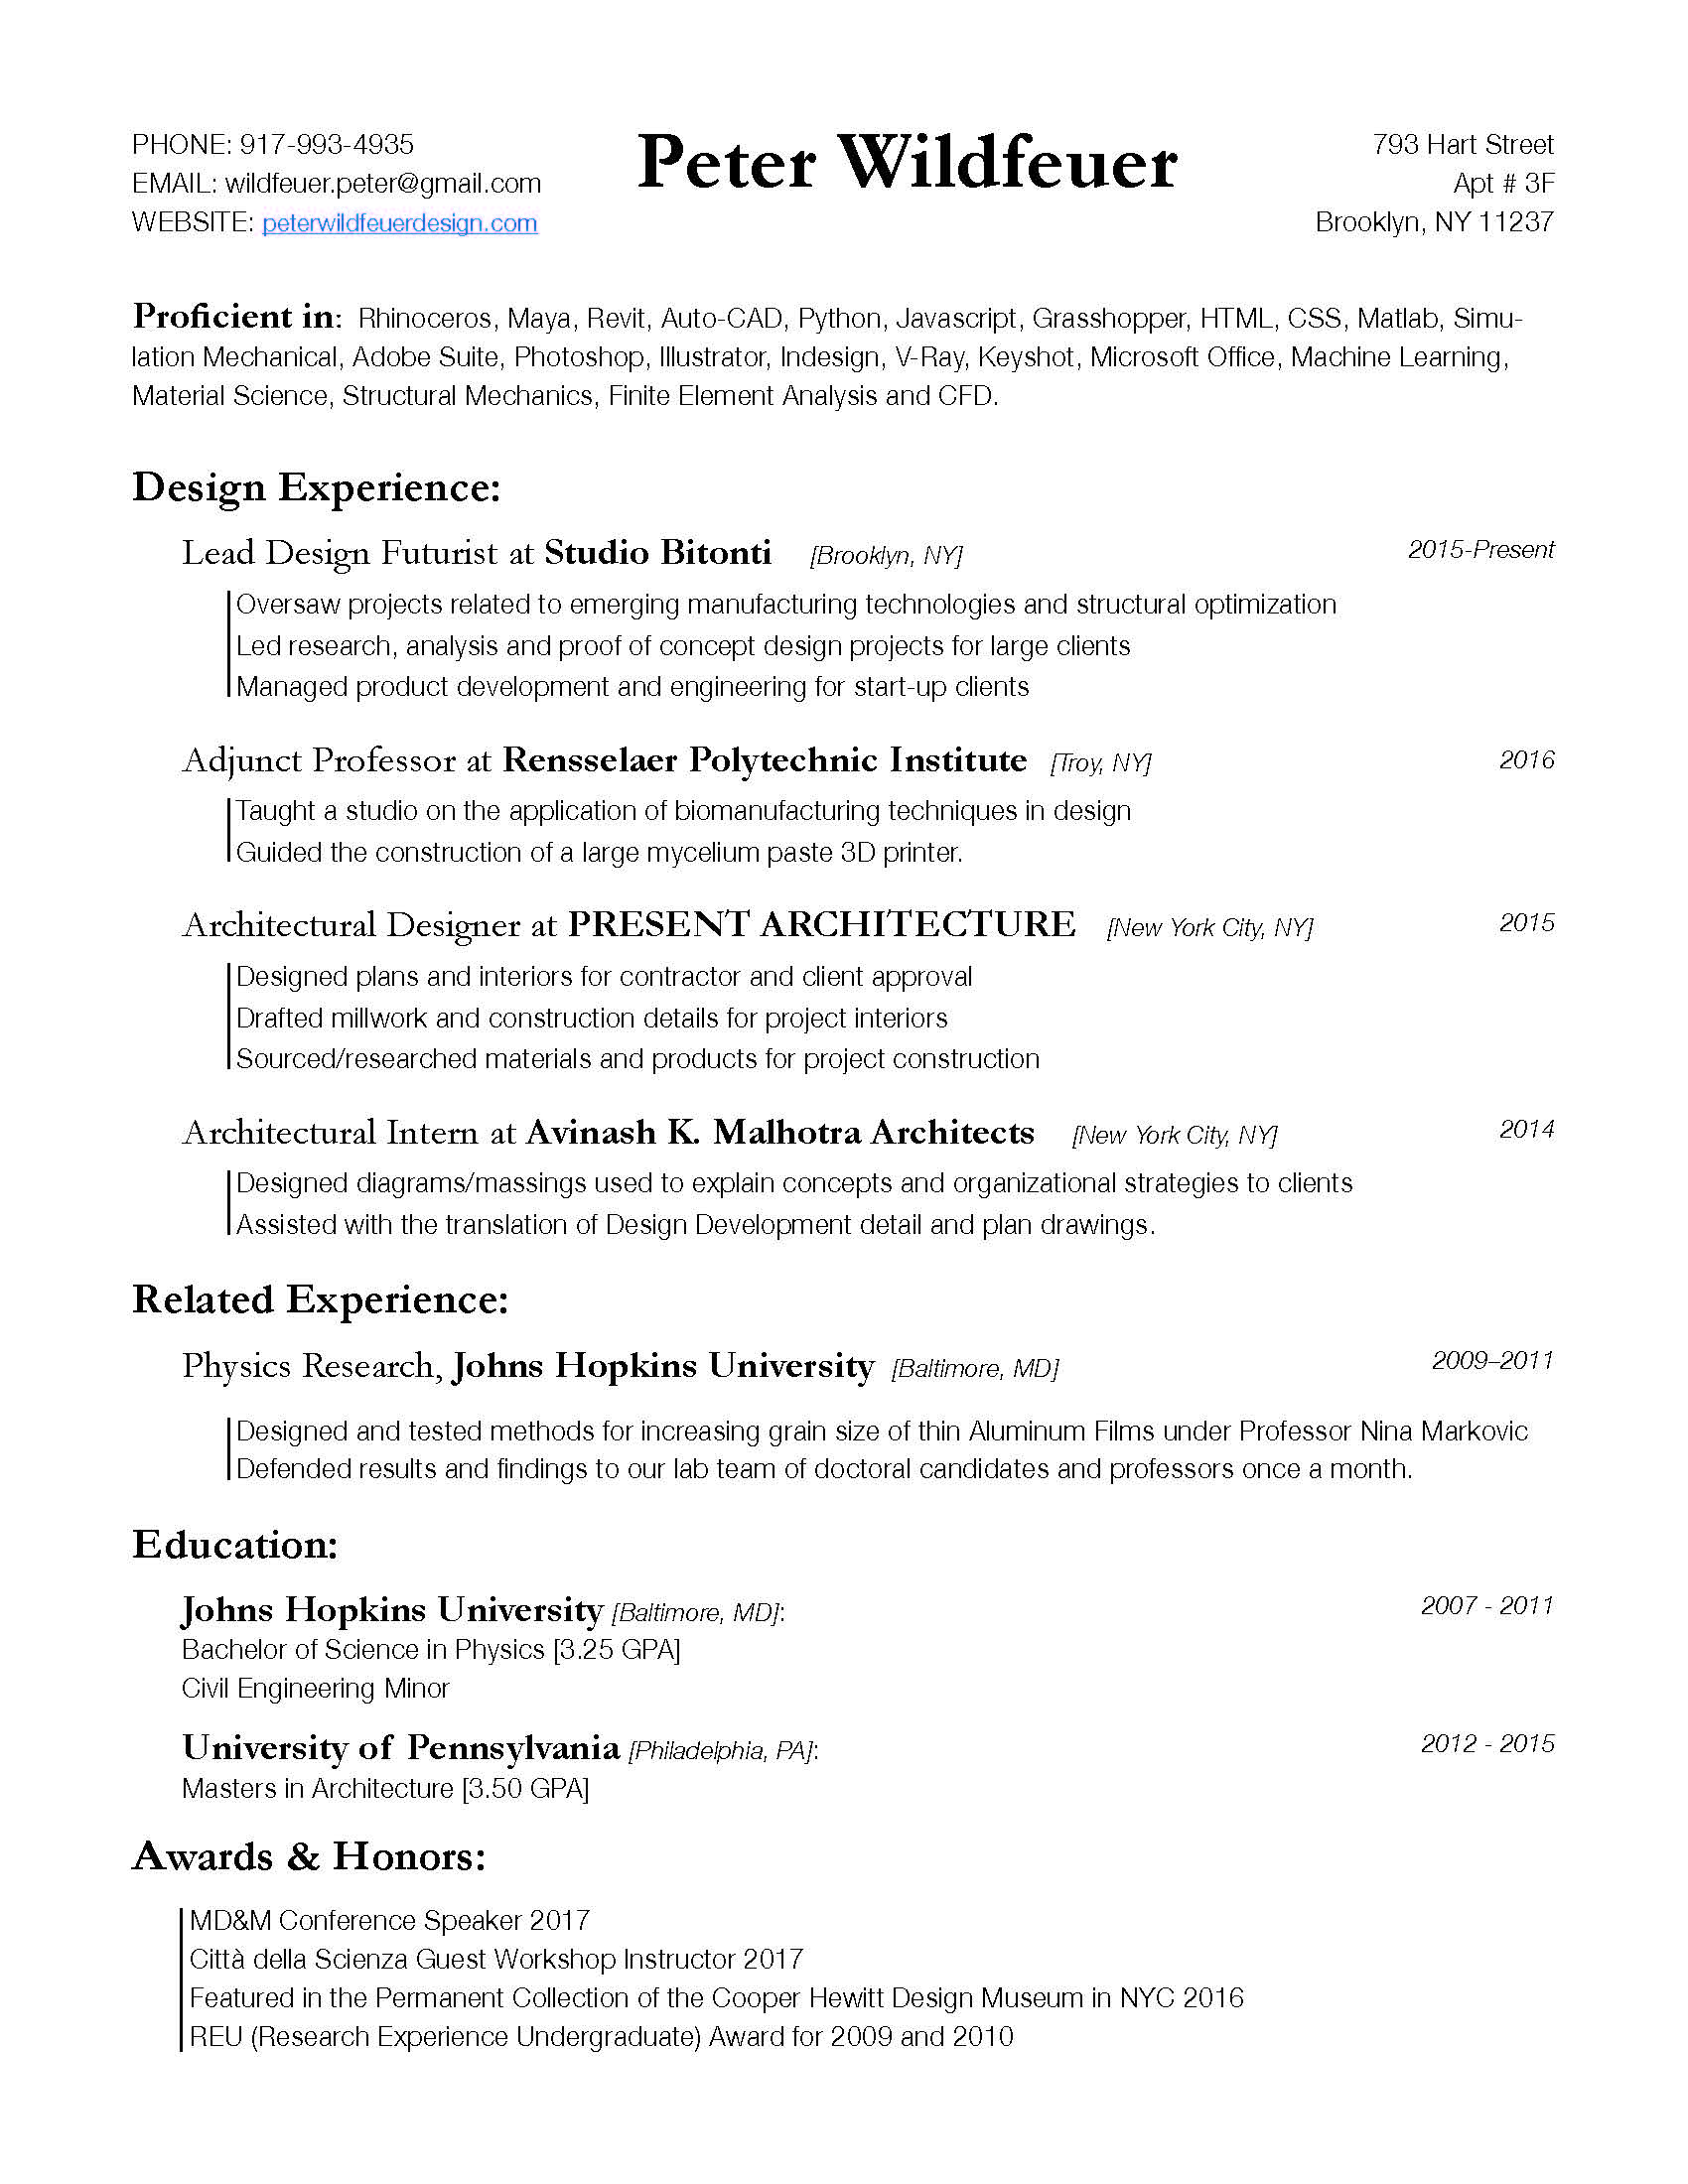 PHONE: 917-993-4935
EMAIL: wildfeuer.peter@gmail.com
WEBSITE: peterwildfeuerdesign.com
Peter Wildfeuer
793 Hart Street
Apt # 3F
Brooklyn, NY 11237
Proficient in: Rhinoceros, Maya, Revit, Auto-CAD, Python, Javascript, Grasshopper, HTML, CSS, Matlab, Simu-
lation Mechanical, Adobe Suite, Photoshop, Illustrator, Indesign, V-Ray, Keyshot, Microsoft Office, Machine Learning,
Material Science, Structural Mechanics, Finite Element Analysis and CFD.
Design Experience:
Lead Design Futurist at Studio Bitonti [Brooklyn, NY] 2015-Present
Oversaw projects related to emerging manufacturing technologies and structural optimization
Led research, analysis and proof of concept design projects for large clients
Managed product development and engineering for start-up clients
Adjunct Professor at Rensselaer Polytechnic Institute [Troy, NY] 2016
Taught a studio on the application of biomanufacturing techniques in design
Guided the construction of a large mycelium paste 3D printer.
Architectural Designer at PRESENT ARCHITECTURE [New York City, NY] 2015
Designed plans and interiors for contractor and client approval
Drafted millwork and construction details for project interiors
Sourced/researched materials and products for project construction
Architectural Intern at Avinash K. Malhotra Architects [New York City, NY] 2014
Designed diagrams/massings used to explain concepts and organizational strategies to clients
Assisted with the translation of Design Development detail and plan drawings.
Related Experience:
Physics Research, Johns Hopkins University [Baltimore, MD] 2009–2011
Designed and tested methods for increasing grain size of thin Aluminum Films under Professor Nina Markovic
Defended results and findings to our lab team of doctoral candidates and professors once a month.
Education:
Johns Hopkins University [Baltimore, MD]: 2007 - 2011
Bachelor of Science in Physics [3.25 GPA]
Civil Engineering Minor
University of Pennsylvania [Philadelphia, PA]: 2012 - 2015
Masters in Architecture [3.50 GPA]
Awards & Honors:
MD&M Conference Speaker 2017
Città della Scienza Guest Workshop Instructor 2017
Featured in the Permanent Collection of the Cooper Hewitt Design Museum in NYC 2016
REU (Research Experience Undergraduate) Award for 2009 and 2010